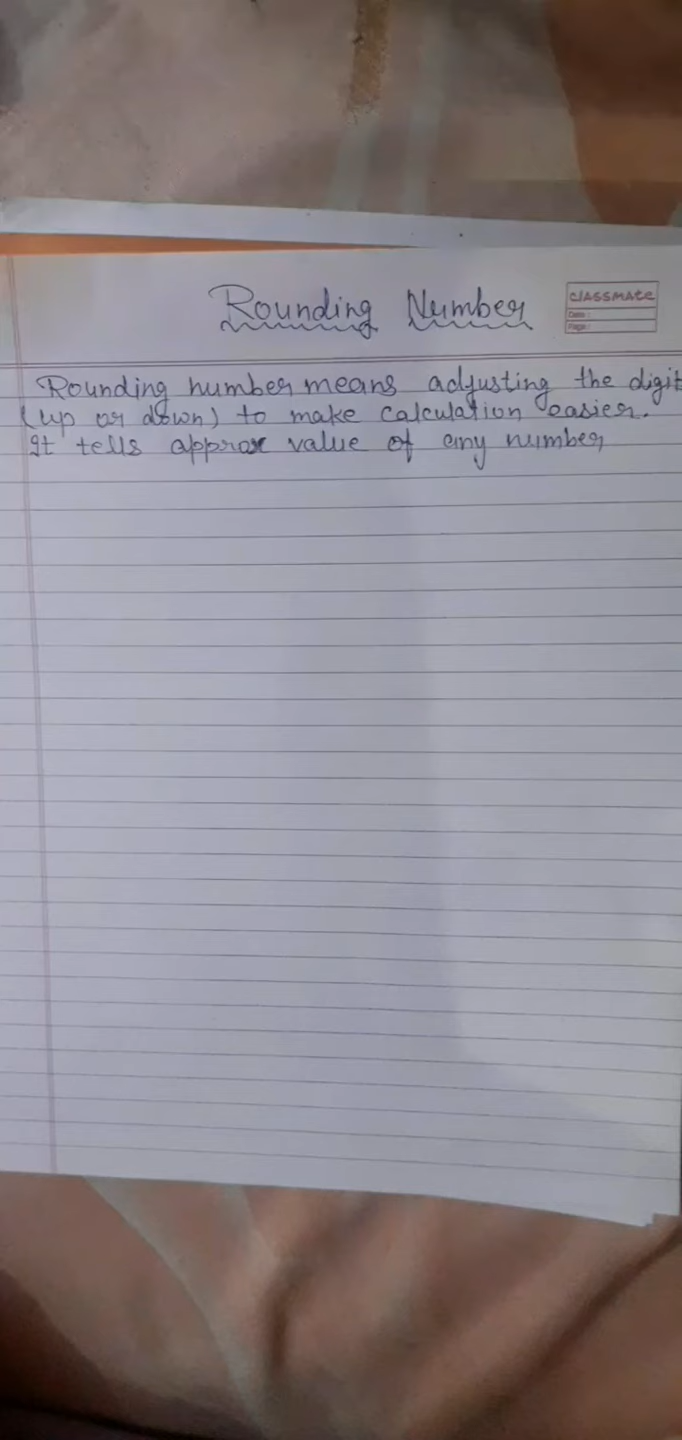 Rounding Number
CLASSMATE
Date :
Page :
Rounding number means adjusting the digit
(up or down) to make calculation easier.
It tells approx value of any number